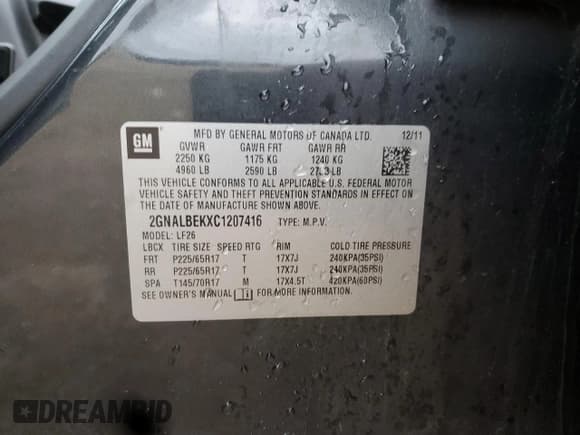 GM
MFD BY GENERAL MOTORS OF CANADA LTD. 12/11
GVWR GAWR FRT GAWR RR
2250 KG 1175 KG 1240 KG
4960 LB 2590 LB LB
THIS VEHICLE CONFORMS TO ALL APPLICABLE U.S. FEDERAL MOTOR
VEHICLE SAFETY AND THEFT PREVENTION STANDARDS IN EFFECT ON
THE DATE OF MANUFACTURE SHOWN ABOVE.
2GNALBEKXC1207416 TYPE: M.P.V.
MODEL: LF26
LBCX TIRE SIZE SPEED RTG RIM COLD TIRE PRESSURE
FRT P225/65R17 T 17X7J 240KPA(35PSI)
RR P225/65R17 T 17X7J 240KPA(35PSI)
SPA T145/70R17 M 17X4.5T 420KPA(60PSI)
SEE OWNER'S MANUAL FOR MORE INFORMATION.
DREAMBID